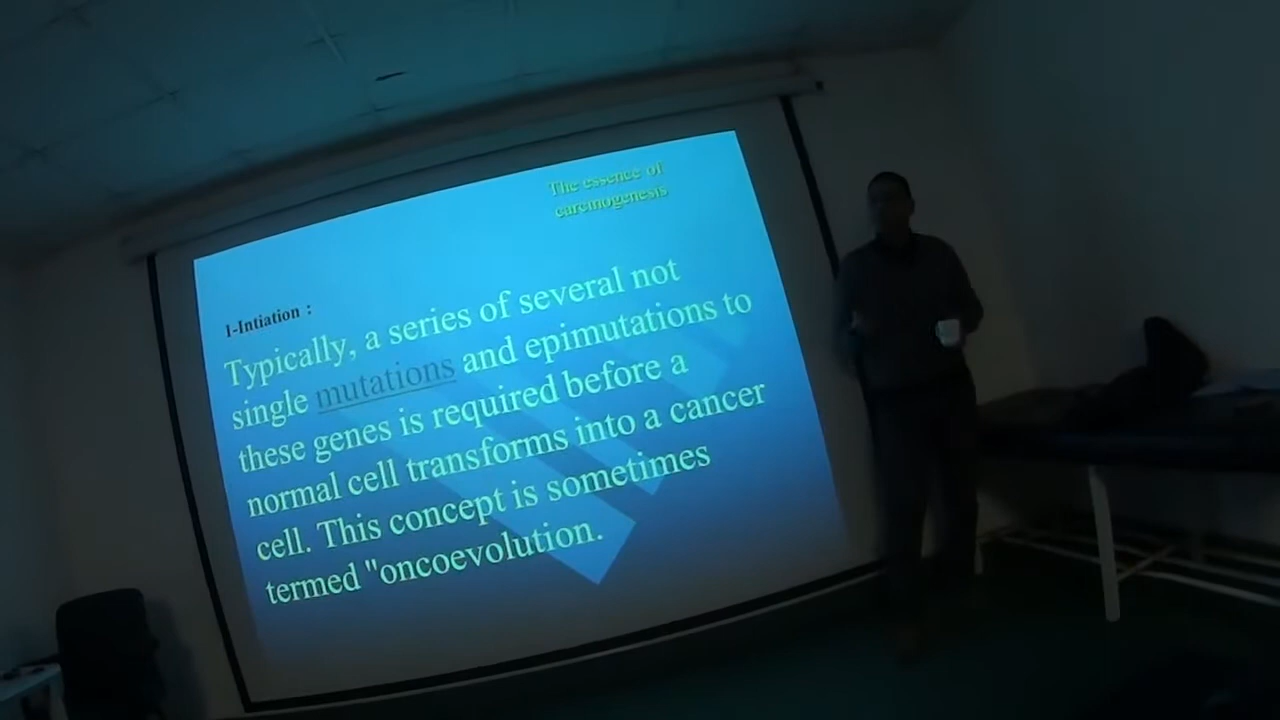 The essence of
carcinogenesis
I-Intiation :
Typically, a series of several not
single mutations and epimutations to
these genes is required before a
normal cell transforms into a cancer
cell. This concept is sometimes
termed "oncoevolution.